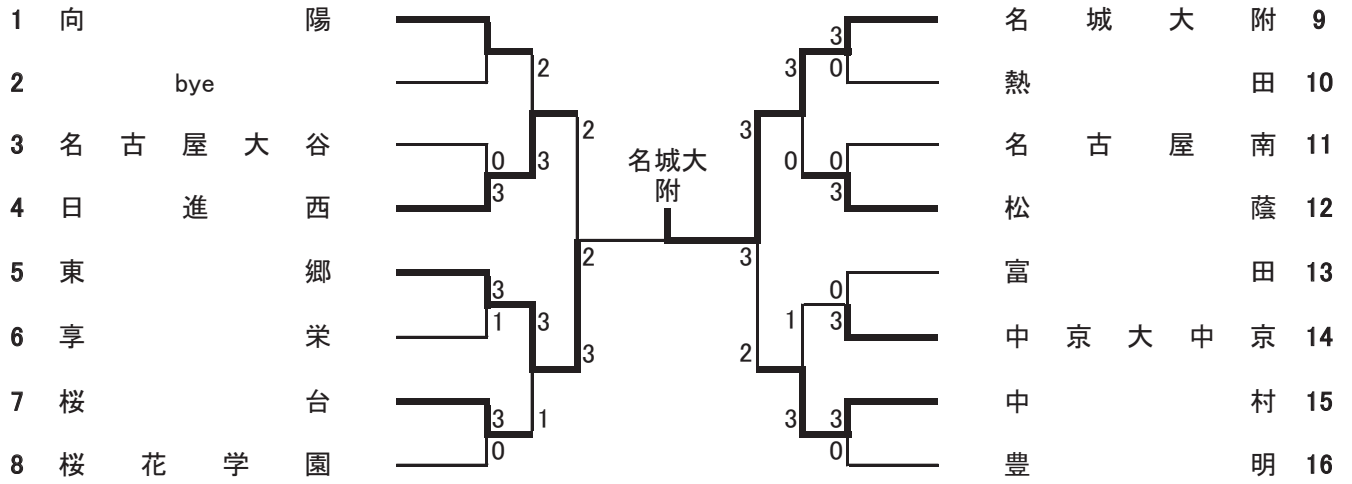 1 向陽
2 bye
3 名古屋大谷
4 日進西
5 東郷
6 享栄
7 桜台
8 桜花学園
2
0
3
3
2
3
1
3
3
0
1
2
3
名城大
附
3
3
0
3
0
0
3
3
2
0
3
1
3
3
0
名城大附 9
熱田 10
名古屋南 11
松蔭 12
富田 13
中京大中京 14
中村 15
豊明 16